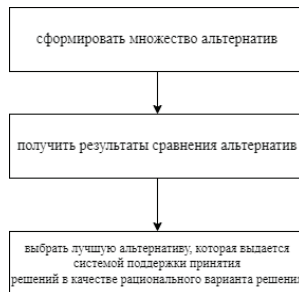 сформировать множество альтернатив
получить результаты сравнения альтернатив
выбрать лучшую альтернативу, которая выдается
системой поддержки принятия
решений в качестве рационального варианта решения